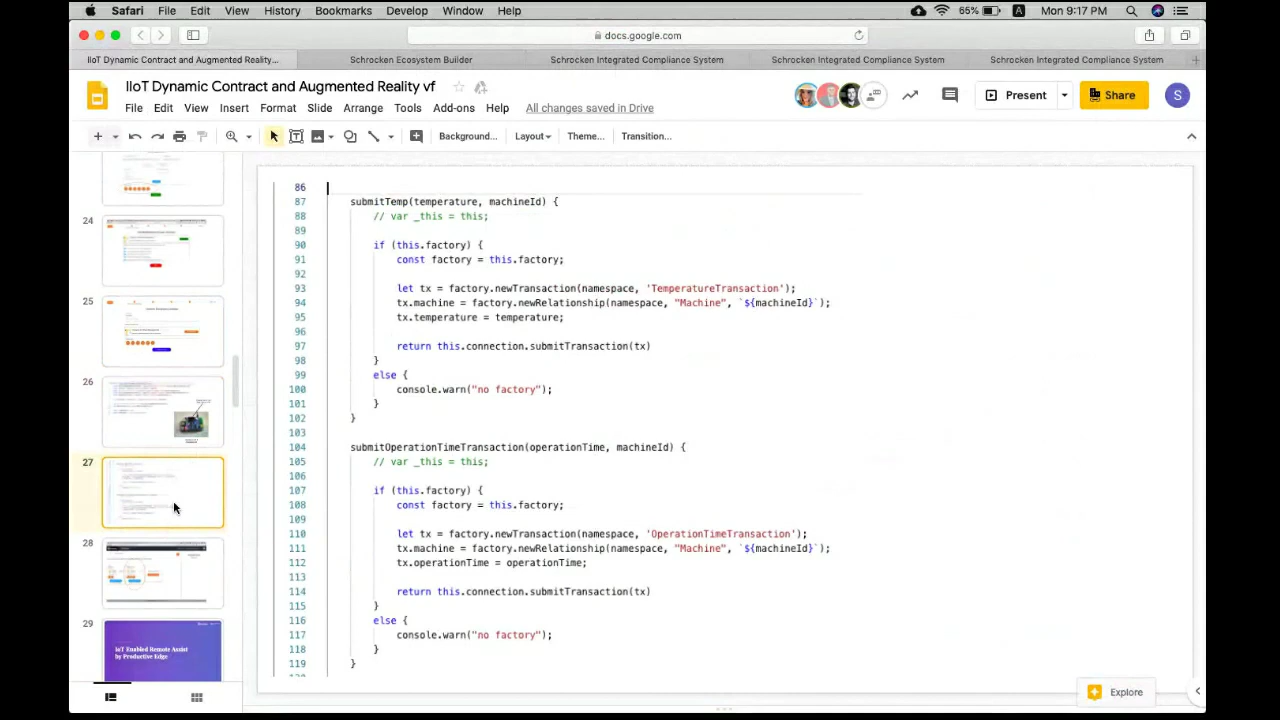 Safari File Edit View History Bookmarks Develop Window Help 66% A Mon 9:17 PM
docs.google.com
IIoT Dynamic Contract and Augmented Reality... Schrocken Ecosystem Builder Schrocken Integrated Compliance System Schrocken Integrated Compliance System Schrocken Integrated Compliance System
IIoT Dynamic Contract and Augmented Reality vf
File Edit View Insert Format Slide Arrange Tools Add-ons Help All changes saved in Drive
Present Share S
Background... Layout Theme... Transition...
24
25
26
27
28
29
IoT Enabled Remote Assist
by Productive Edge
86
87 submitTemp(temperature, machineId) {
88 // var _this = this;
89
90 if (this.factory) {
91 const factory = this.factory;
92
93 let tx = factory.newTransaction(namespace, 'TemperatureTransaction');
94 tx.machine = factory.newRelationship(namespace, "Machine", `${machineId}`);
95 tx.temperature = temperature;
96
97 return this.connection.submitTransaction(tx)
98 }
99 else {
100 console.warn("no factory");
101 }
102 }
103
104 submitOperationTimeTransaction(operationTime, machineId) {
105 // var _this = this;
106
107 if (this.factory) {
108 const factory = this.factory;
109
110 let tx = factory.newTransaction(namespace, 'OperationTimeTransaction');
111 tx.machine = factory.newRelationship(namespace, "Machine", `${machineId}`);
112 tx.operationTime = operationTime;
113
114 return this.connection.submitTransaction(tx)
115 }
116 else {
117 console.warn("no factory");
118 }
119 }
Explore